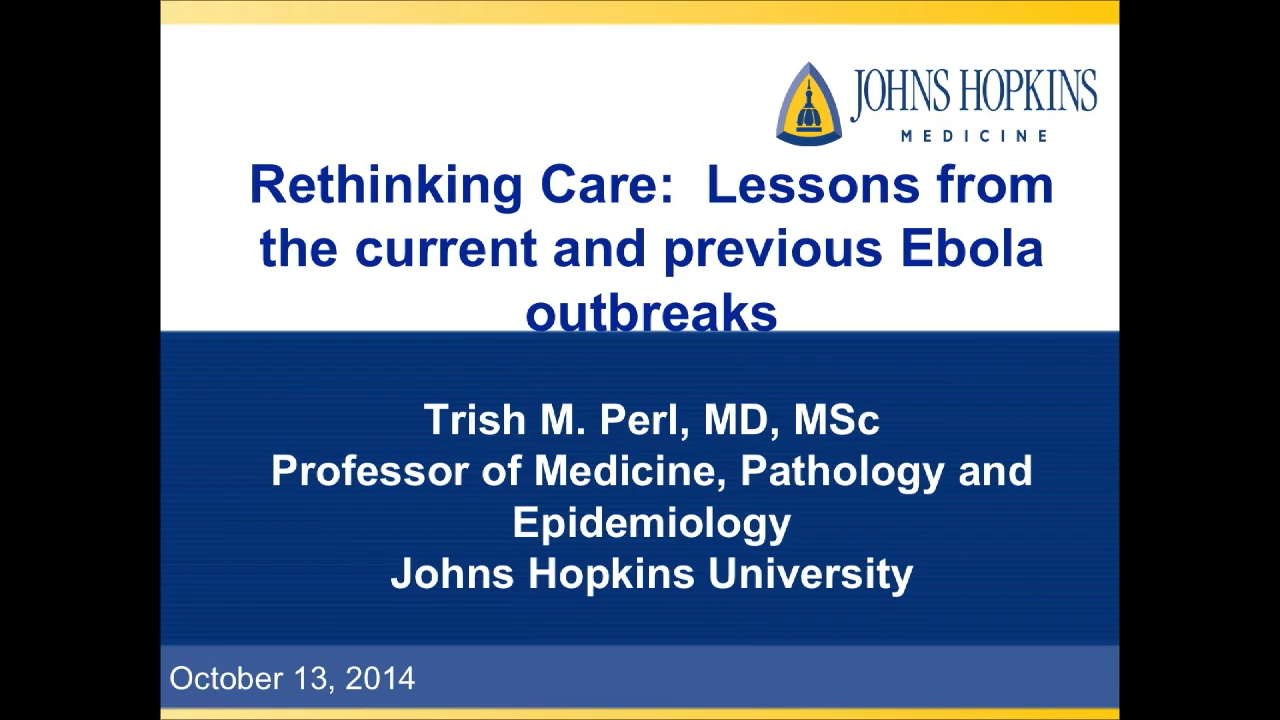 JOHNS HOPKINS
MEDICINE
Rethinking Care: Lessons from
the current and previous Ebola
outbreaks
Trish M. Perl, MD, MSc
Professor of Medicine, Pathology and
Epidemiology
Johns Hopkins University
October 13, 2014